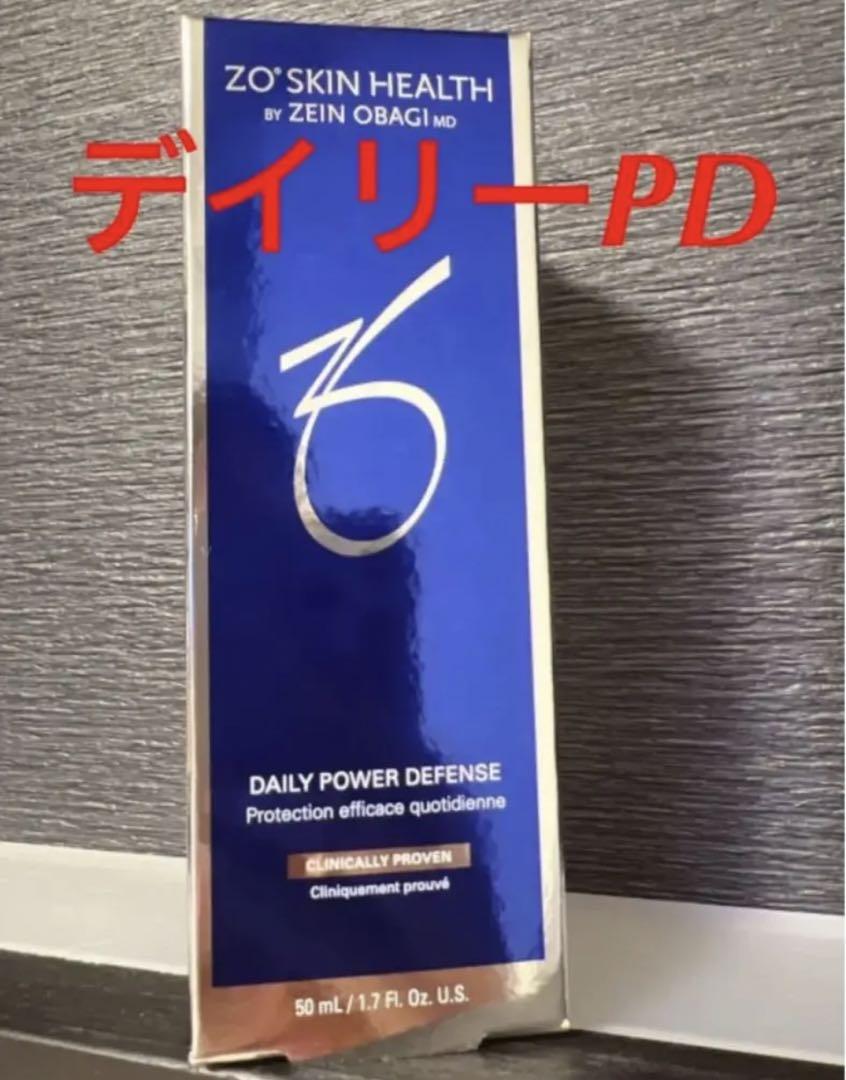 ZO® SKIN HEALTH
BY ZEIN OBAGI MD
デイリーPD
DAILY POWER DEFENSE
Protection efficace quotidienne
CLINICALLY PROVEN
Cliniquement prouvé
50 mL / 1.7 Fl. Oz. U.S.